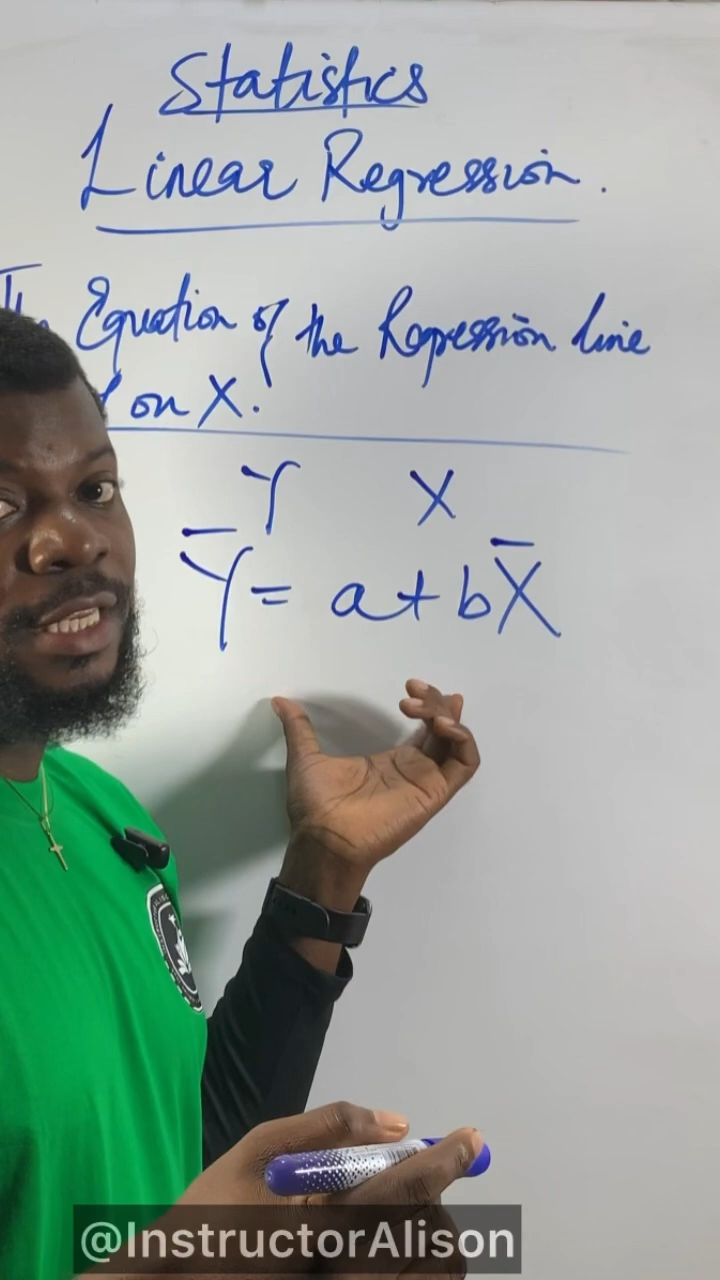 Statistics
Linear Regression.
Equation of the Regression line
on X.
Y X
Y̅ = a + bX̅
@InstructorAlison